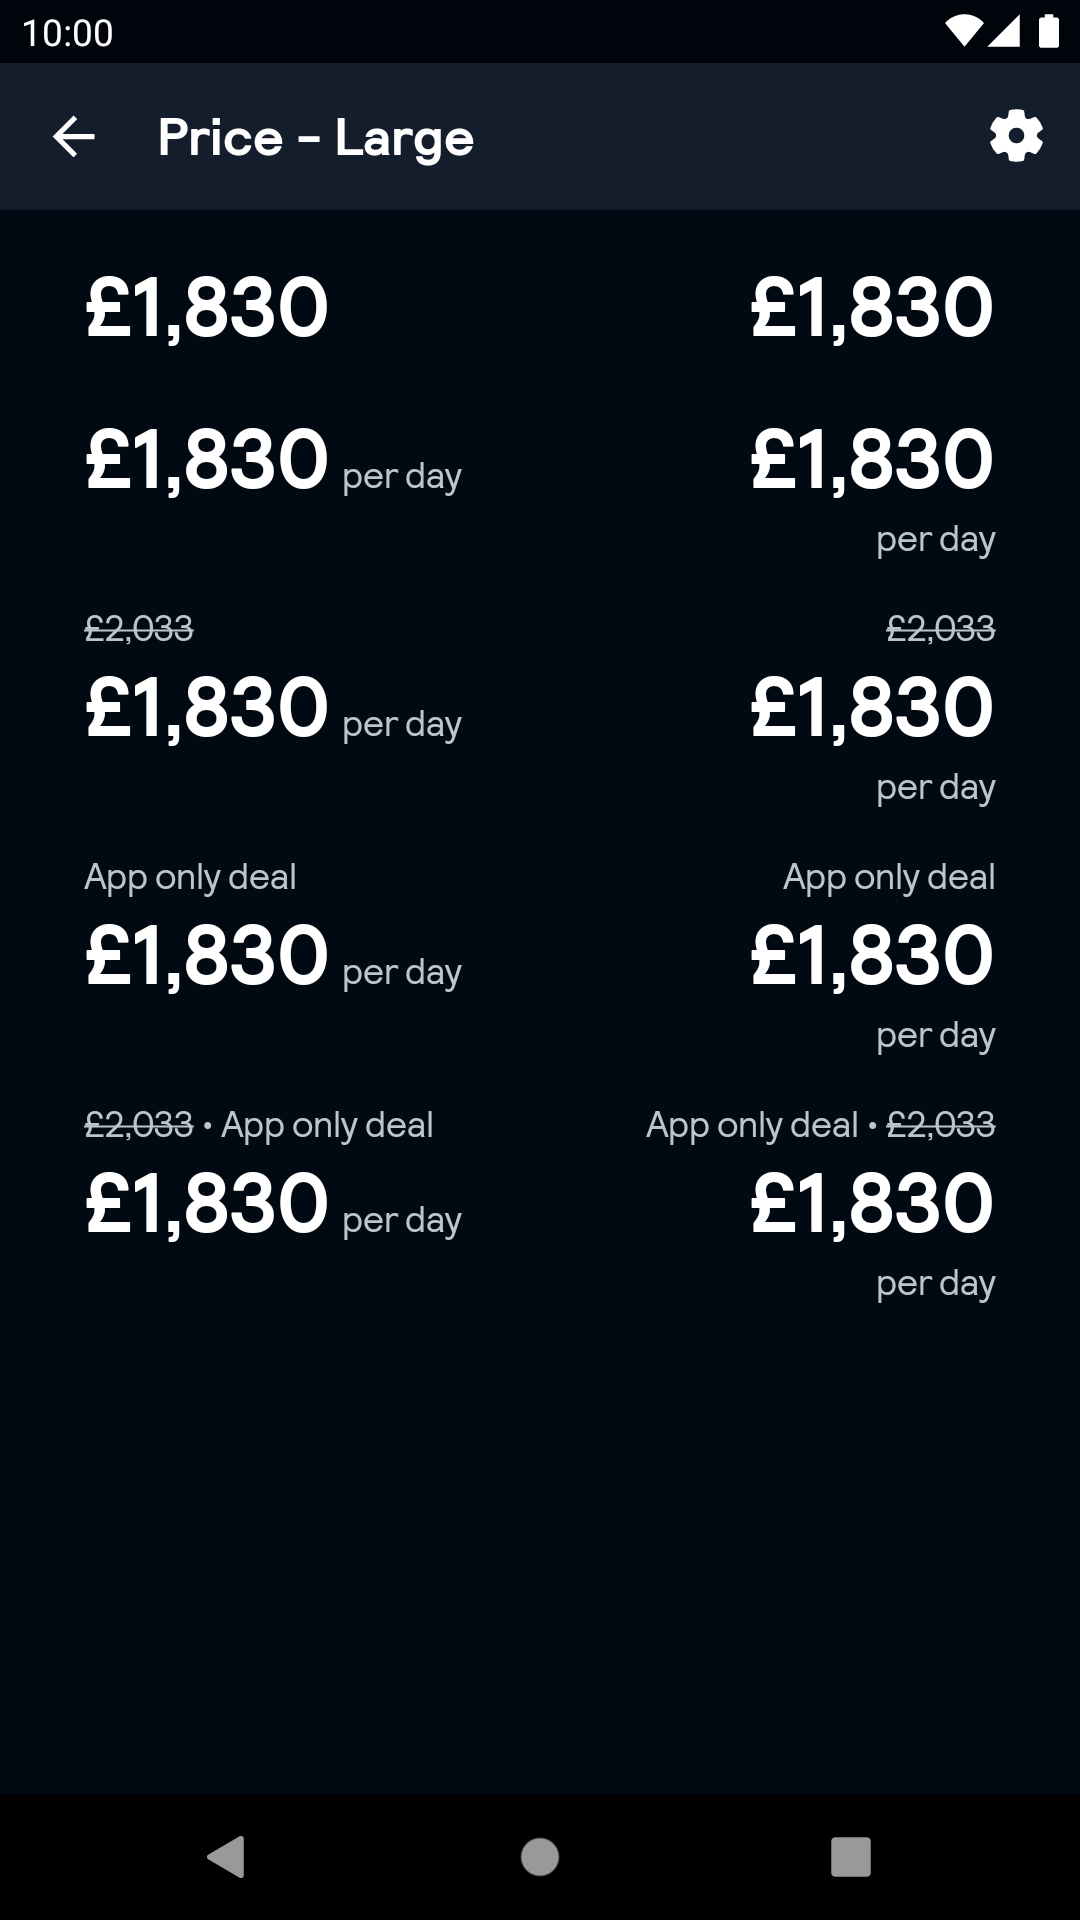 10:00
Price - Large
£1,830 £1,830
£1,830 per day £1,830
per day
£2,033 £2,033
£1,830 per day £1,830
per day
App only deal App only deal
£1,830 per day £1,830
per day
£2,033 • App only deal App only deal • £2,033
£1,830 per day £1,830
per day